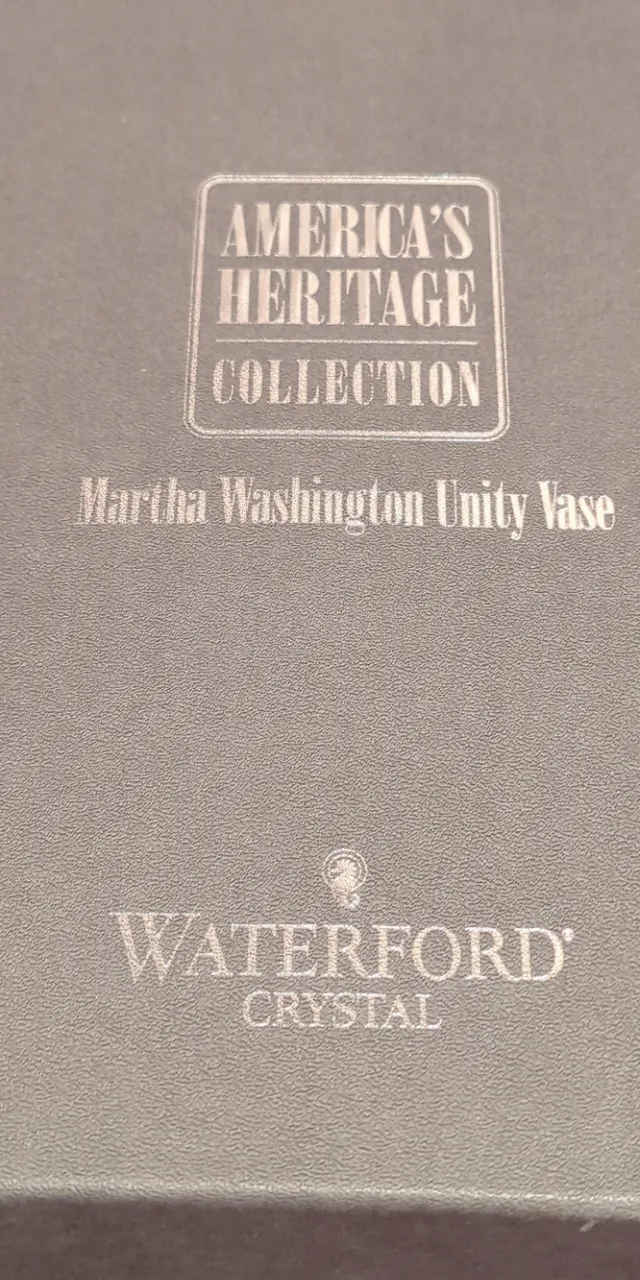 AMERICA'S
HERITAGE
COLLECTION
Martha Washington Unity Vase
WATERFORD®
CRYSTAL